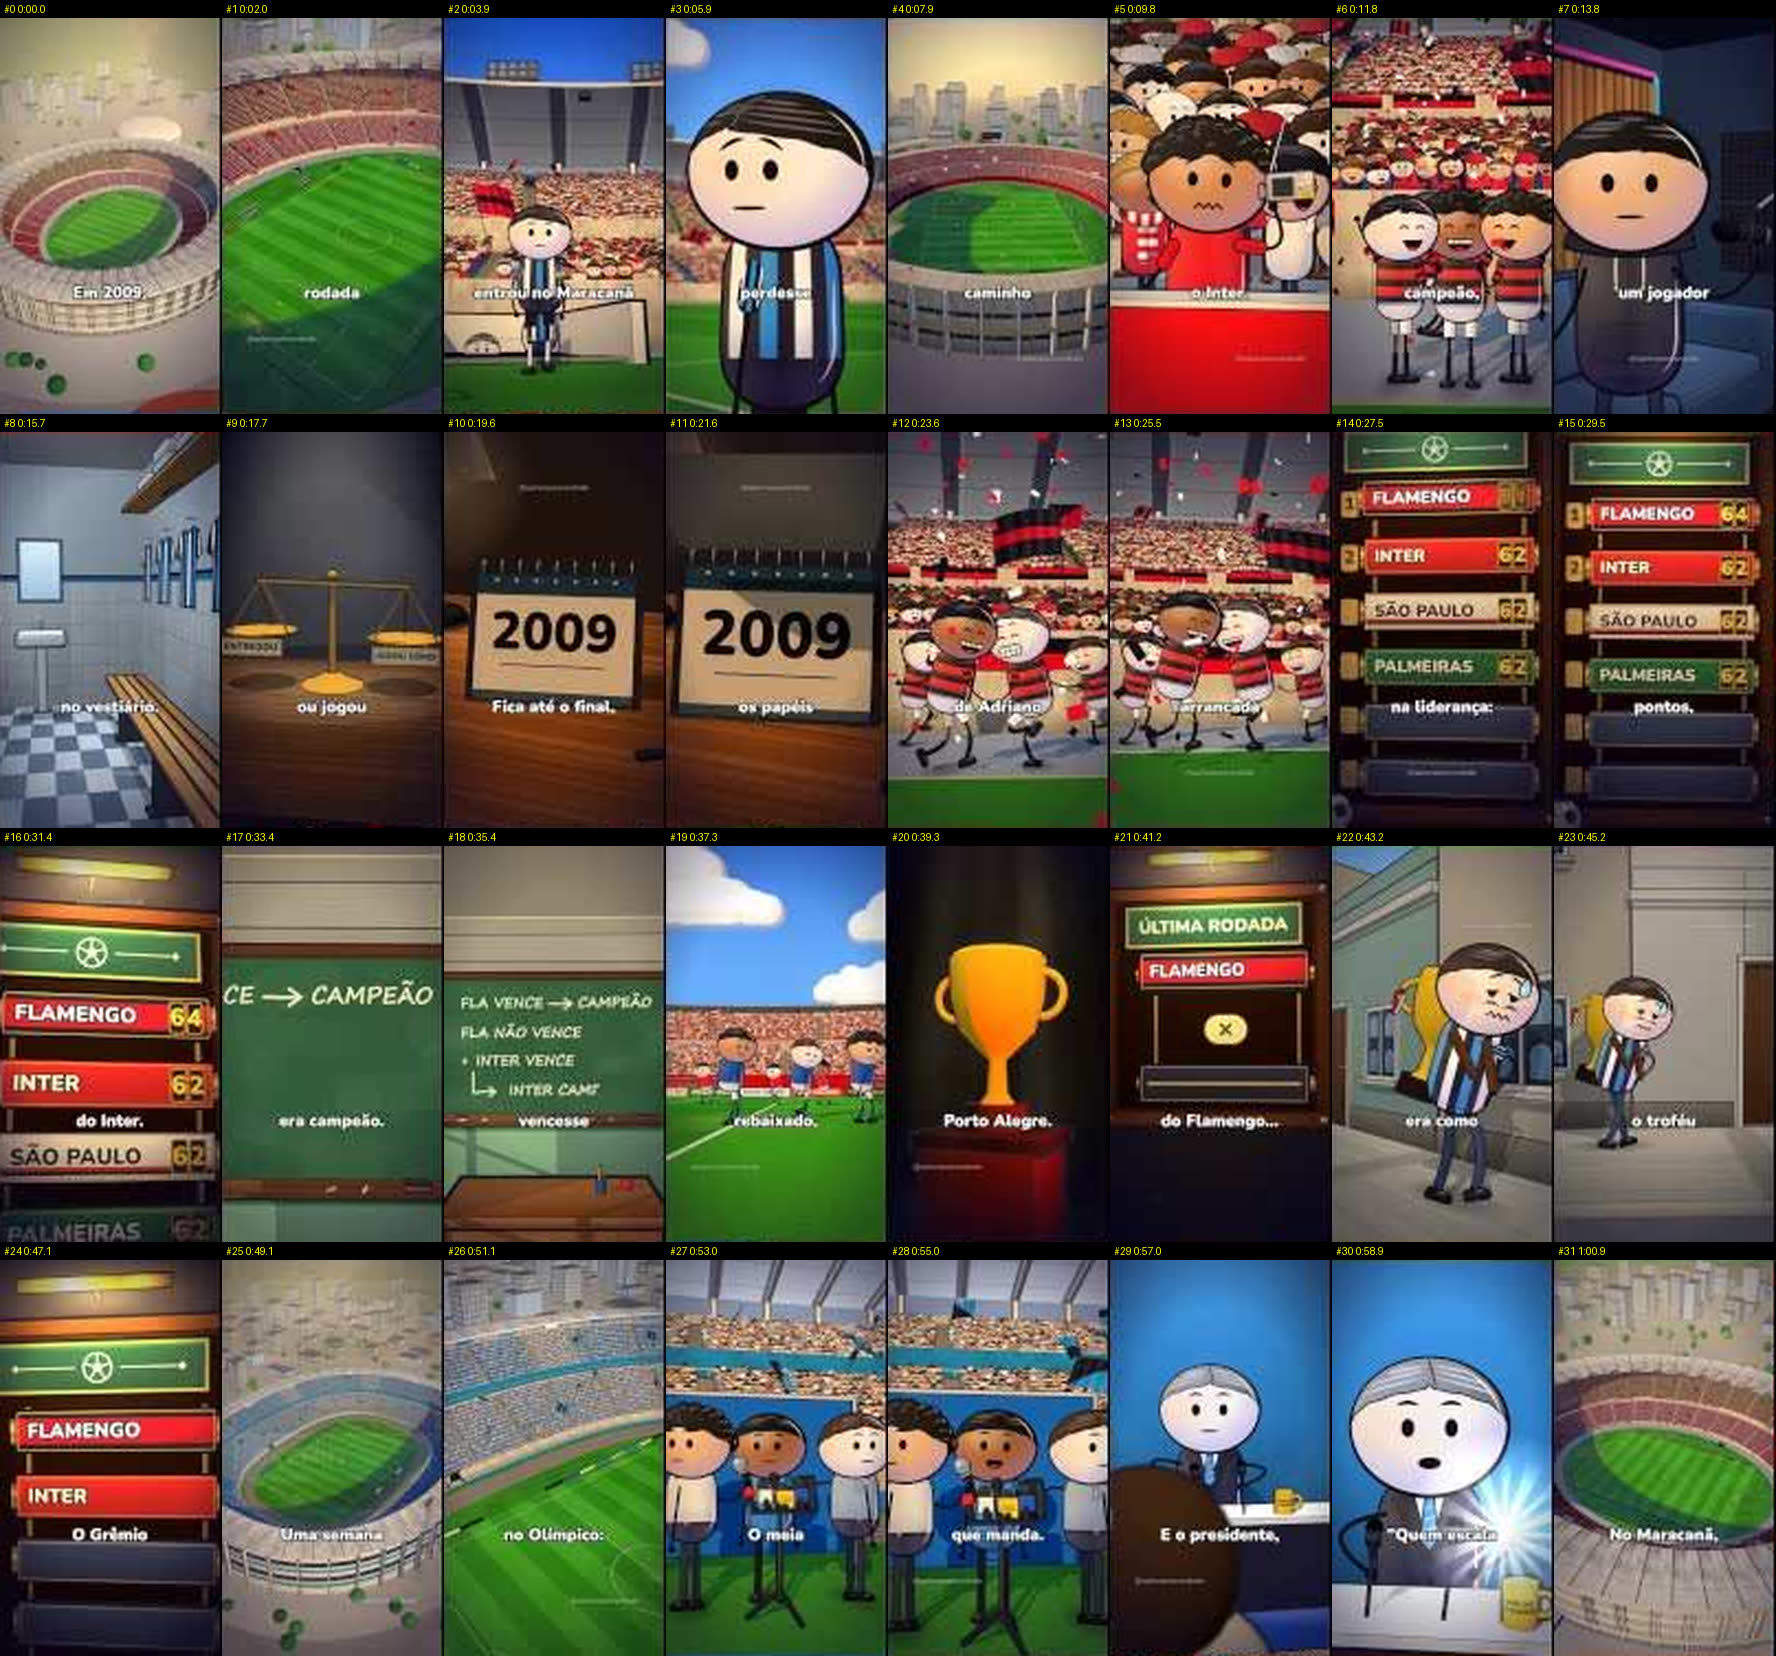 #0 0:00.0
#1 0:02.0
#2 0:03.9
#3 0:05.9
#4 0:07.9
#5 0:09.8
#6 0:11.8
#7 0:13.8
Em 2009,
rodada
entrou no Maracanã
perdesse
caminho
o Inter.
campeão,
um jogador
#8 0:15.7
#9 0:17.7
#10 0:19.6
#11 0:21.6
#12 0:23.6
#13 0:25.5
#14 0:27.5
#15 0:29.5
no vestiário.
ENTREGOU
ou jogou
2009
Fica até o final,
2009
os papéis
de Adriano
arrancada
FLAMENGO
INTER 62
SÃO PAULO 62
PALMEIRAS 62
na liderança:
FLAMENGO 64
INTER 62
SÃO PAULO 62
PALMEIRAS 62
pontos.
#16 0:31.4
#17 0:33.4
#18 0:35.4
#19 0:37.3
#20 0:39.3
#21 0:41.2
#22 0:43.2
#23 0:45.2
FLAMENGO 64
INTER 62
do Inter.
SÃO PAULO 62
PALMEIRAS 62
CE → CAMPEÃO
era campeão.
FLA VENCE → CAMPEÃO
FLA NÃO VENCE
+ INTER VENCE
INTER CAMP
vencesse
rebaixado,
Porto Alegre.
ÚLTIMA RODADA
FLAMENGO
X
do Flamengo...
era como
o troféu
#24 0:47.1
#25 0:49.1
#26 0:51.1
#27 0:53.0
#28 0:55.0
#29 0:57.0
#30 0:58.9
#31 1:00.9
FLAMENGO
INTER
O Grêmio
Uma semana
no Olímpico:
O meia
que manda.
E o presidente,
"Quem escala
No Maracanã,